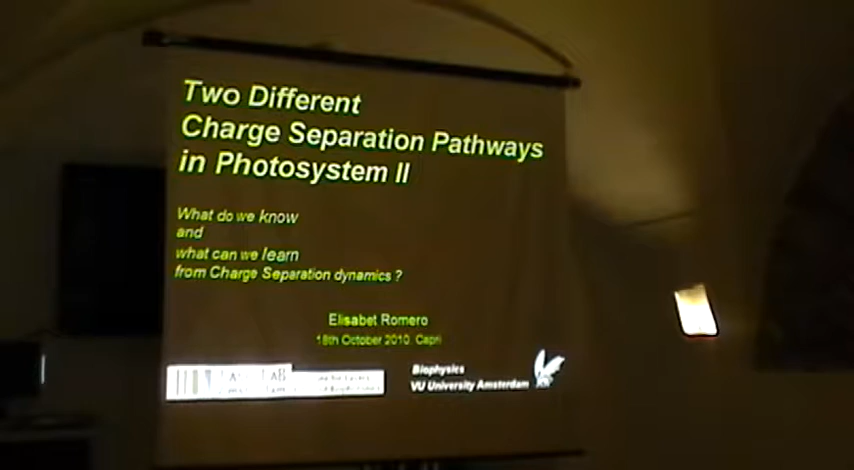 Two Different
Charge Separation Pathways
in Photosystem II
What do we know
and
what can we learn
from Charge Separation dynamics ?
Elisabet Romero
18th October 2010 Capri
Biophysics
VU University Amsterdam